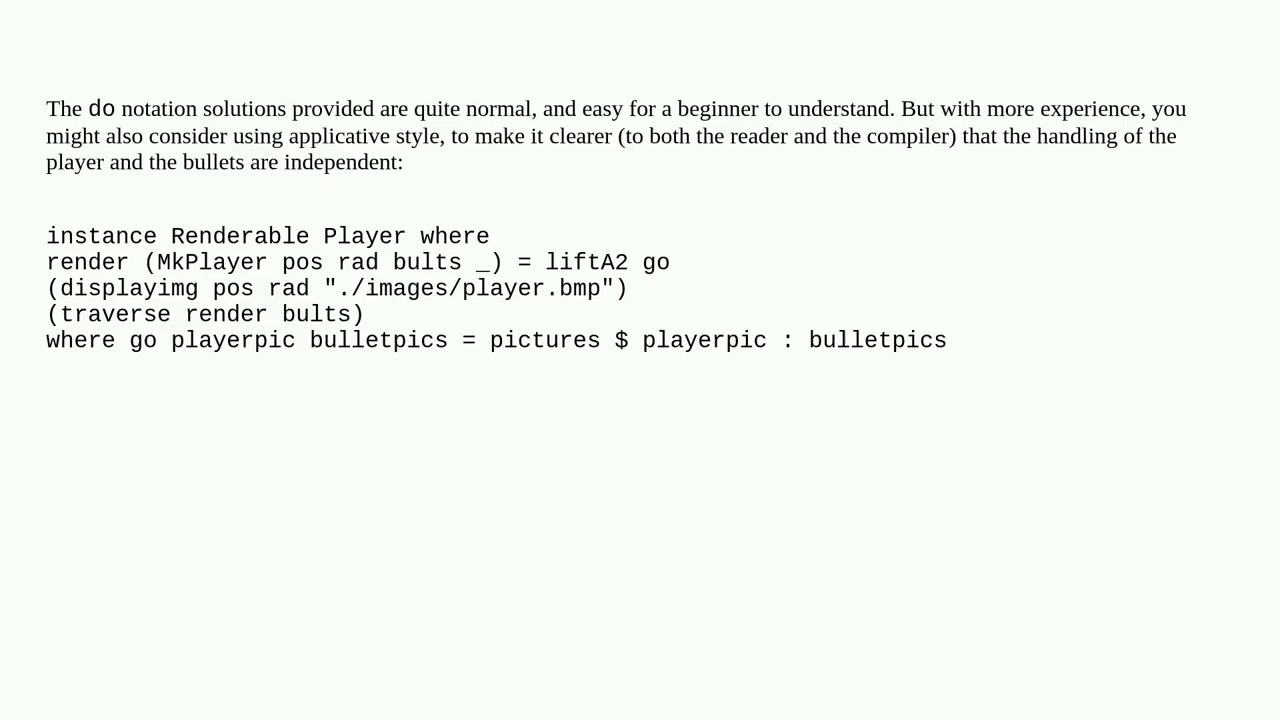 The do notation solutions provided are quite normal, and easy for a beginner to understand. But with more experience, you
might also consider using applicative style, to make it clearer (to both the reader and the compiler) that the handling of the
player and the bullets are independent:
instance Renderable Player where
render (MkPlayer pos rad bults _) = liftA2 go
(displayimg pos rad "./images/player.bmp")
(traverse render bults)
where go playerpic bulletpics = pictures $ playerpic : bulletpics